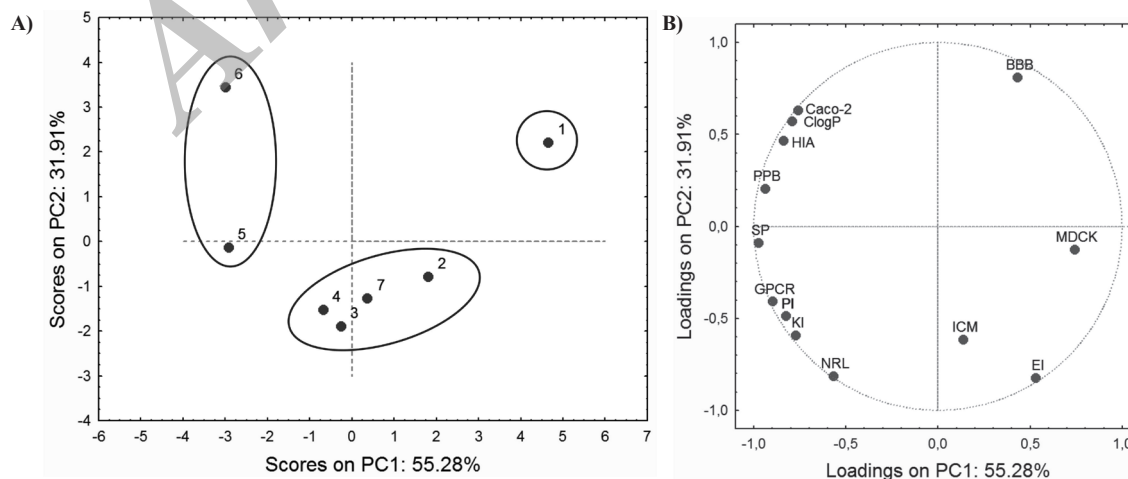 A)
5
4
3
2
1
0
-1
-2
-3
-4
-6 -5 -4 -3 -2 -1 0 1 2 3 4 5 6 7
Scores on PC2: 31.91%
Scores on PC1: 55.28%
6
1
5
2
7
4
3
B)
1,0
0,5
0,0
-0,5
-1,0
-1,0 -0,5 0,0 0,5 1,0
Loadings on PC2: 31.91%
Loadings on PC1: 55.28%
BBB
Caco-2
ClogP
HIA
PPB
SP
MDCK
GPCR
PI
KI
ICM
NRL
EI